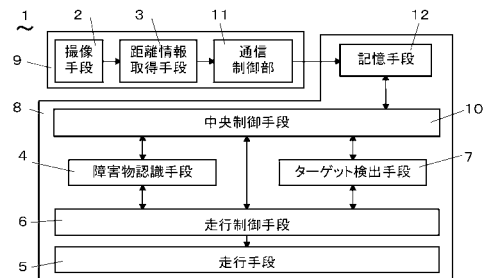 1
2
3
11
12
撮像
手段
距離情報
取得手段
通信
制御部
記憶手段
9
8
中央制御手段
10
4
障害物認識手段
ターゲット検出手段
7
6
走行制御手段
5
走行手段